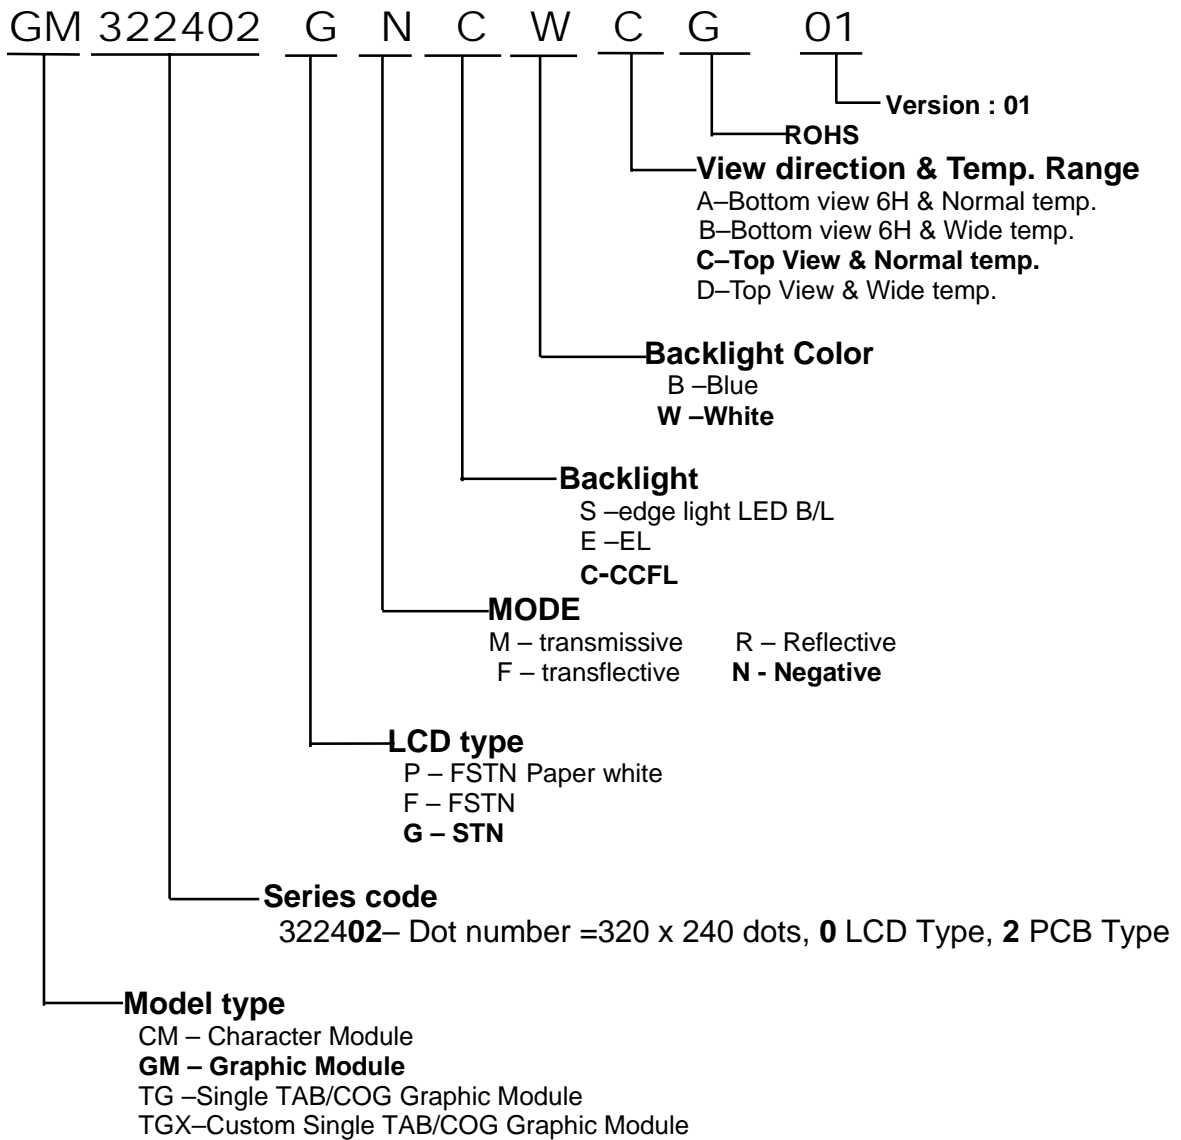 GM 322402 G N C W C G 01
Version : 01
ROHS
View direction & Temp. Range
A–Bottom view 6H & Normal temp.
B–Bottom view 6H & Wide temp.
C–Top View & Normal temp.
D–Top View & Wide temp.
Backlight Color
B –Blue
W –White
Backlight
S –edge light LED B/L
E –EL
C-CCFL
MODE
M – transmissive R – Reflective
F – transflective N - Negative
LCD type
P – FSTN Paper white
F – FSTN
G – STN
Series code
322402– Dot number =320 x 240 dots, 0 LCD Type, 2 PCB Type
Model type
CM – Character Module
GM – Graphic Module
TG –Single TAB/COG Graphic Module
TGX–Custom Single TAB/COG Graphic Module